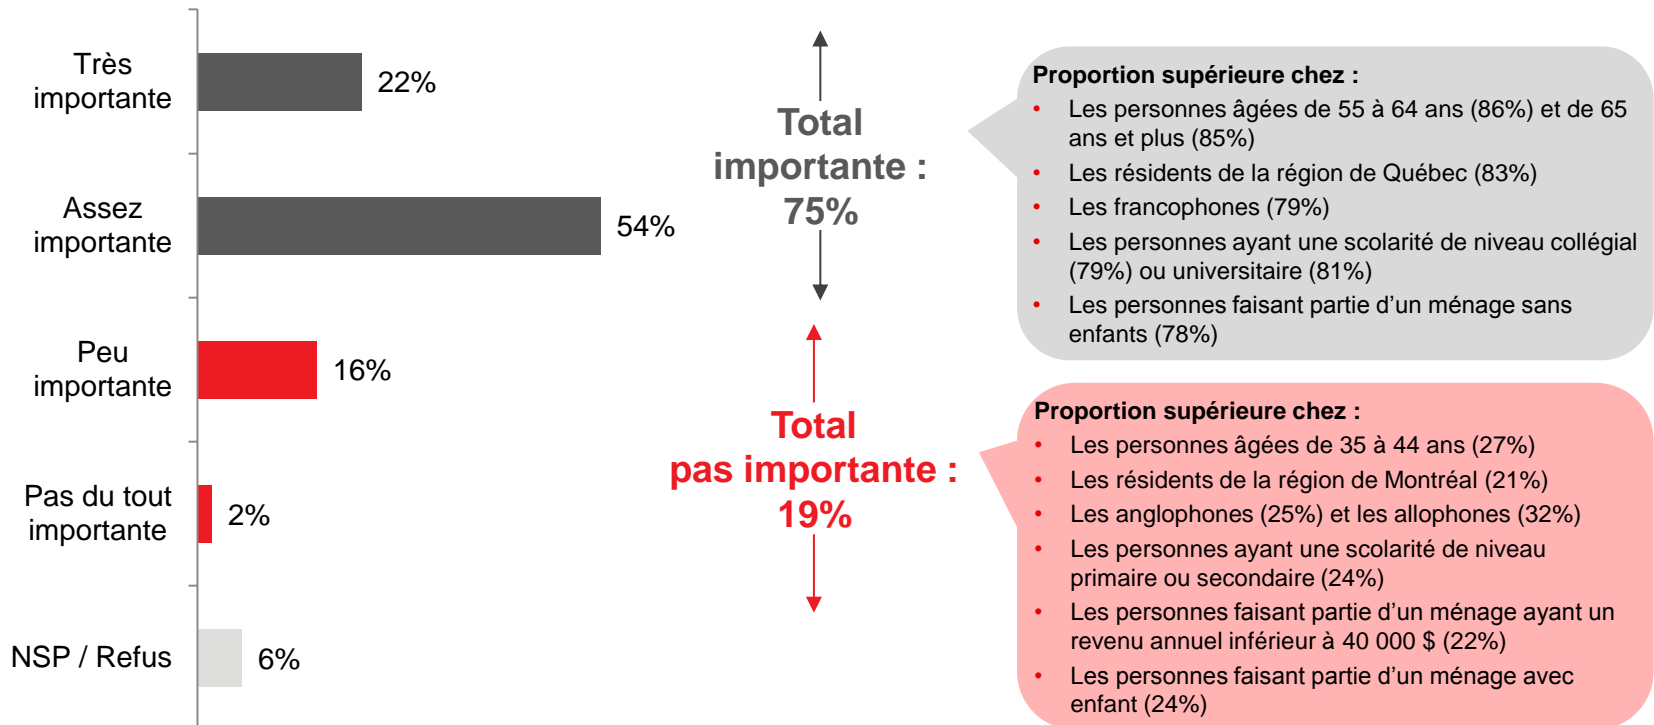 Très
importante
22%
Assez
importante
54%
Peu
importante
16%
Pas du tout
importante
2%
NSP / Refus
6%
Total
importante :
75%
Total
pas importante :
19%
Proportion supérieure chez :
• Les personnes âgées de 55 à 64 ans (86%) et de 65
ans et plus (85%)
• Les résidents de la région de Québec (83%)
• Les francophones (79%)
• Les personnes ayant une scolarité de niveau collégial
(79%) ou universitaire (81%)
• Les personnes faisant partie d’un ménage sans
enfants (78%)
Proportion supérieure chez :
• Les personnes âgées de 35 à 44 ans (27%)
• Les résidents de la région de Montréal (21%)
• Les anglophones (25%) et les allophones (32%)
• Les personnes ayant une scolarité de niveau
primaire ou secondaire (24%)
• Les personnes faisant partie d’un ménage ayant un
revenu annuel inférieur à 40 000 $ (22%)
• Les personnes faisant partie d’un ménage avec
enfant (24%)